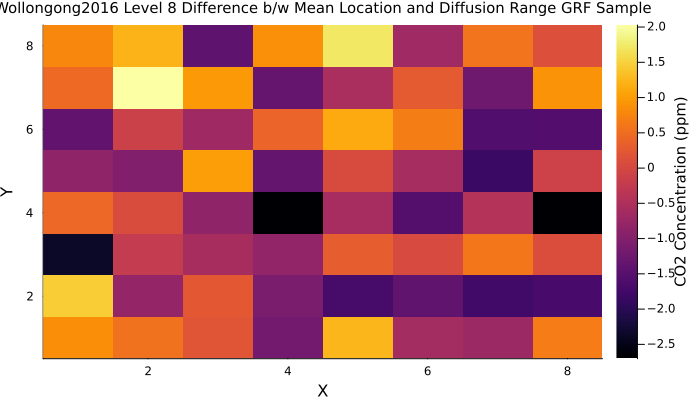 Wollongong2016 Level 8 Difference b/w Mean Location and Diffusion Range GRF Sample
8
6
4
2
Y
2 4 6 8
X
2.0
1.5
1.0
0.5
0
−0.5
−1.0
−1.5
−2.0
−2.5
CO2 Concentration (ppm)